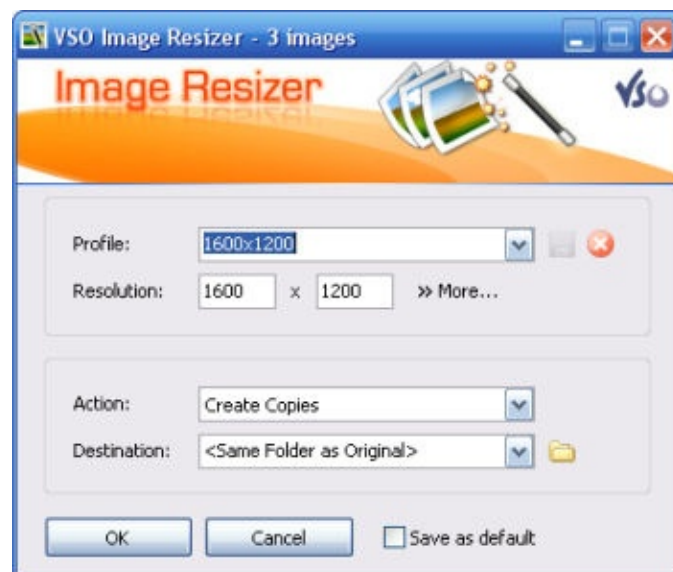 VSO Image Resizer - 3 images
Image Resizer
VSO
Profile: 1600x1200
Resolution: 1600 x 1200 » More...
Action: Create Copies
Destination: <Same Folder as Original>
OK Cancel Save as default